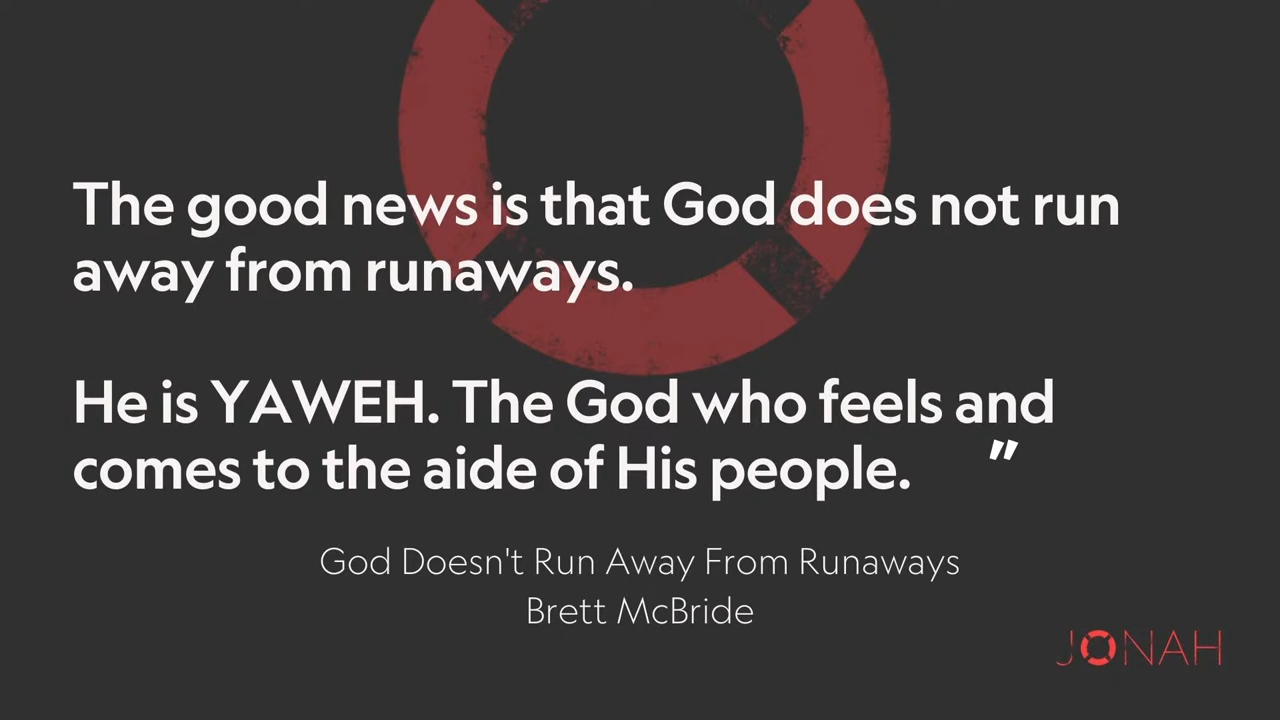 The good news is that God does not run
away from runaways.
He is YAWEH. The God who feels and
comes to the aide of His people. ”
God Doesn't Run Away From Runaways
Brett McBride
JONAH